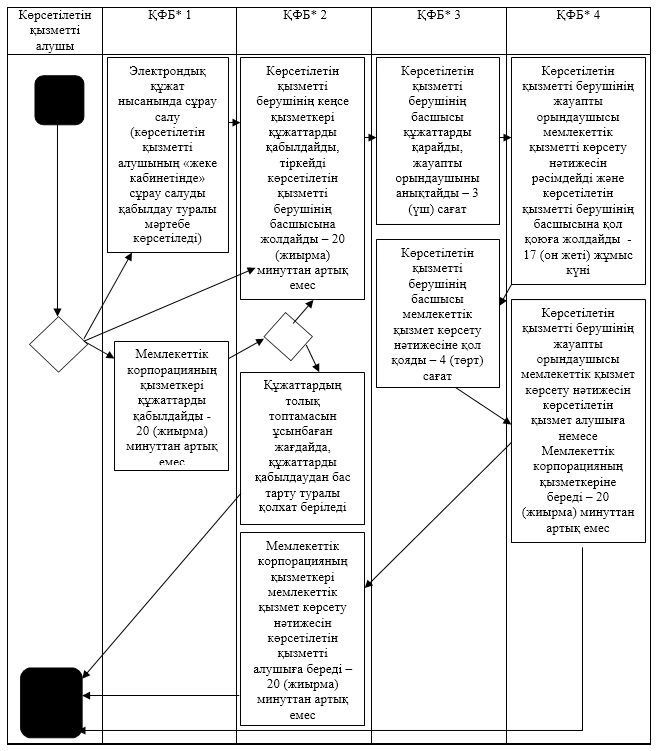 Көрсетілетін
қызметті
алушы
ҚФБ* 1
ҚФБ* 2
ҚФБ* 3
ҚФБ* 4
Электрондық
құжат
нысанында сұрау
салу
(көрсетілетін
қызметті
алушының «жеке
кабинетінде»
сұрау салуды
қабылдау туралы
мәртебе
көрсетіледі)
Мемлекеттік
корпорацияның
қызметкері
құжаттарды
қабылдайды -
20 (жиырма)
минуттан артық
емес
Көрсетілетін
қызметті
берушінің кеңсе
қызметкері
құжаттарды
қабылдайды,
тіркейді
көрсетілетін
қызметті
берушінің
басшысына
жолдайды – 20
(жиырма)
минуттан артық
емес
Құжаттардың
толық
топтамасын
ұсынбаған
жағдайда,
құжаттарды
қабылдаудан бас
тарту туралы
қолхат беріледі
Мемлекеттік
корпорацияның
қызметкері
мемлекеттік
қызмет көрсету
нәтижесін
көрсетілетін
қызметті
алушыға береді –
20 (жиырма)
минуттан артық
емес
Көрсетілетін
қызметті
берушінің
басшысы
құжаттарды
қарайды,
жауапты
орындаушыны
анықтайды – 3
(үш) сағат
Көрсетілетін
қызметті
берушінің
басшысы
мемлекеттік
қызмет көрсету
нәтижесіне қол
қояды – 4 (төрт)
сағат
Көрсетілетін
қызметті берушінің
жауапты
орындаушысы
мемлекеттік
қызметті көрсету
нәтижесін
рәсімдейді және
көрсетілетін
қызметті берушінің
басшысына қол
қоюға жолдайды -
17 (он жеті) жұмыс
күні
Көрсетілетін
қызметті берушінің
жауапты
орындаушысы
мемлекеттік қызмет
көрсету нәтижесін
көрсетілетін
қызмет алушыға
немесе
Мемлекеттік
корпорацияның
қызметкеріне
береді – 20
(жиырма) минуттан
артық емес